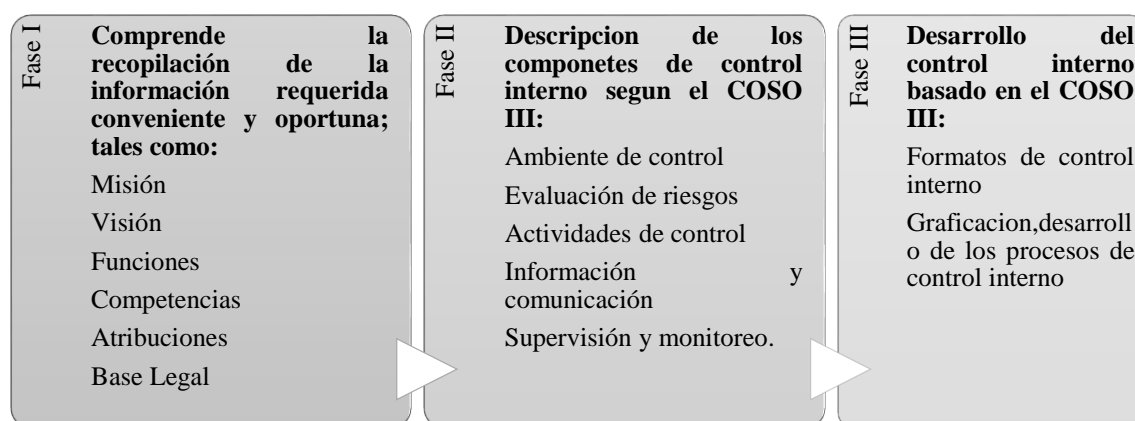 Fase I
Comprende la
recopilación de la
información requerida
conveniente y oportuna;
tales como:
Misión
Visión
Funciones
Competencias
Atribuciones
Base Legal
Fase II
Descripcion de los
componetes de control
interno segun el COSO
III:
Ambiente de control
Evaluación de riesgos
Actividades de control
Información y
comunicación
Supervisión y monitoreo.
Fase III
Desarrollo del
control interno
basado en el COSO
III:
Formatos de control
interno
Graficacion,desarroll
o de los procesos de
control interno